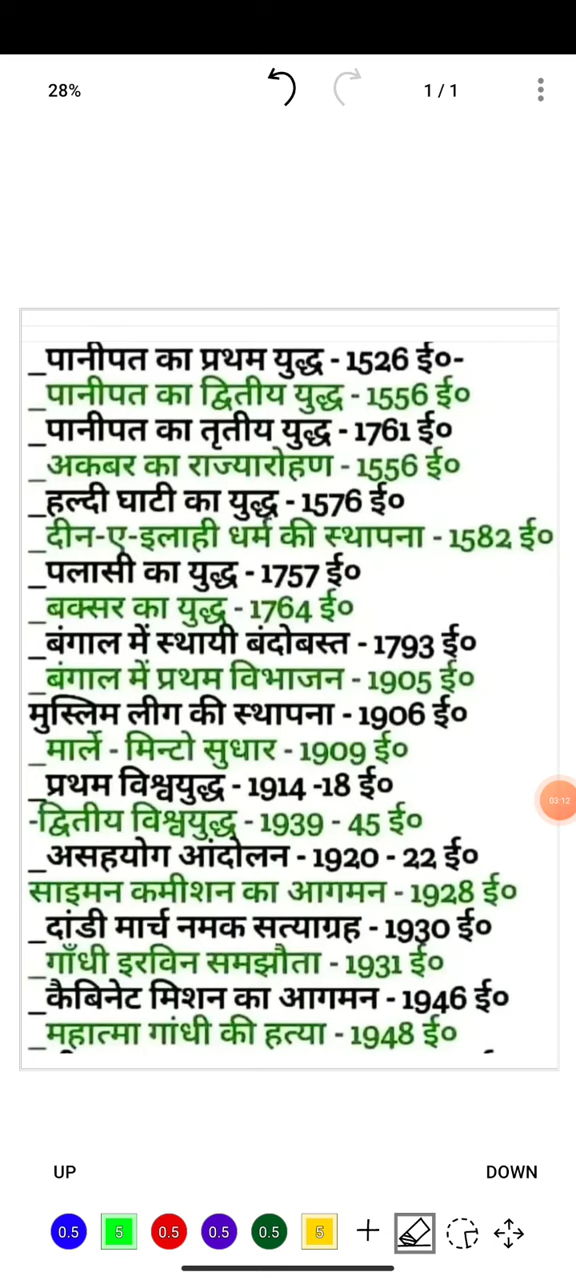 28%
1 / 1
_पानीपत का प्रथम युद्ध - 1526 ई०-
_पानीपत का द्वितीय युद्ध - 1556 ई०
_पानीपत का तृतीय युद्ध - 1761 ई०
_अकबर का राज्यारोहण - 1556 ई०
_हल्दी घाटी का युद्ध - 1576 ई०
_दीन-ए-इलाही धर्म की स्थापना - 1582 ई०
_पलासी का युद्ध - 1757 ई०
_बक्सर का युद्ध - 1764 ई०
_बंगाल में स्थायी बंदोबस्त - 1793 ई०
_बंगाल में प्रथम विभाजन - 1905 ई०
मुस्लिम लीग की स्थापना - 1906 ई०
_मार्ले - मिन्टो सुधार - 1909 ई०
_प्रथम विश्वयुद्ध - 1914 -18 ई०
03:12
-द्वितीय विश्वयुद्ध - 1939 - 45 ई०
_असहयोग आंदोलन - 1920 - 22 ई०
साइमन कमीशन का आगमन - 1928 ई०
_दांडी मार्च नमक सत्याग्रह - 1930 ई०
_गाँधी इरविन समझौता - 1931 ई०
_कैबिनेट मिशन का आगमन - 1946 ई०
_महात्मा गांधी की हत्या - 1948 ई०
UP
DOWN
0.5 5 0.5 0.5 0.5 5